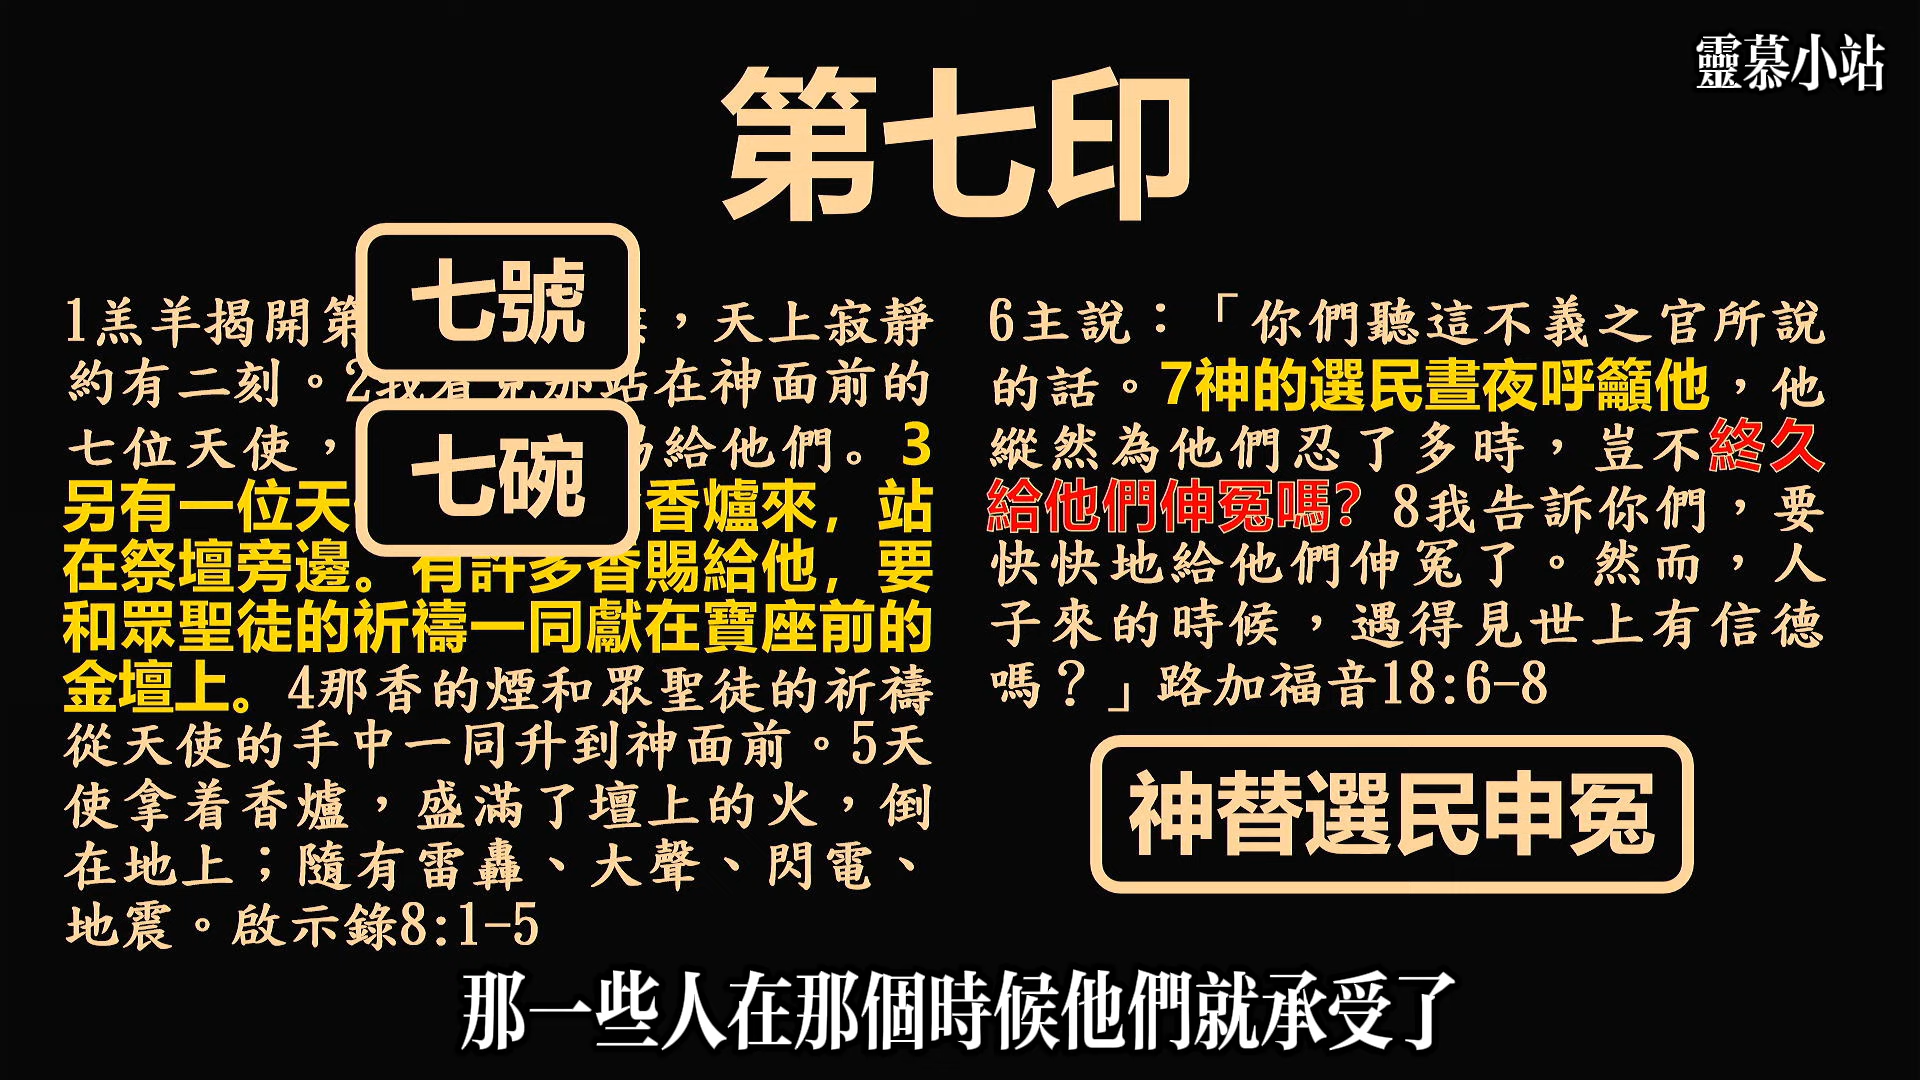 靈慕小站
第七印
七號
七碗
1羔羊揭開第，天上寂靜
約有二刻。2我看見那站在神面前的
七位天使，給他們。3
另有一位天香爐來，站
在祭壇旁邊。有許多香賜給他，要
和眾聖徒的祈禱一同獻在寶座前的
金壇上。4那香的煙和眾聖徒的祈禱
從天使的手中一同升到神面前。5天
使拿着香爐，盛滿了壇上的火，倒
在地上；隨有雷轟、大聲、閃電、
地震。啟示錄8:1-5
6主說：「你們聽這不義之官所說
的話。7神的選民晝夜呼籲他，他
縱然為他們忍了多時，豈不終久
給他們伸冤嗎？8我告訴你們，要
快快地給他們伸冤了。然而，人
子來的時候，遇得見世上有信德
嗎？」路加福音18:6-8
神替選民申冤
那一些人在那個時候他們就承受了